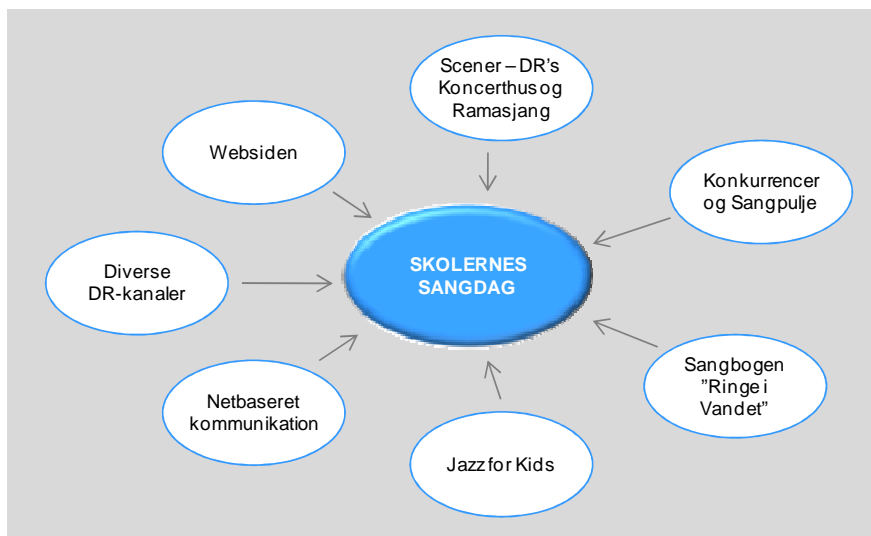 Scener – DR's
Koncerthus og
Ramasjang
Websiden
Konkurrencer
og Sangpulje
SKOLERNES
SANGDAG
Diverse
DR-kanaler
Sangbogen
"Ringe i
Vandet"
Netbaseret
kommunikation
Jazz for Kids